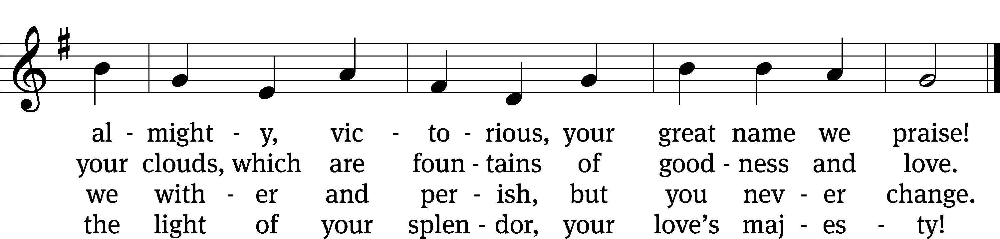 al - might - y, vic - to - rious, your great name we praise!
your clouds, which are foun - tains of good - ness and love.
we with - er and per - ish, but you nev - er change.
the light of your splen - dor, your love’s maj - es - ty!